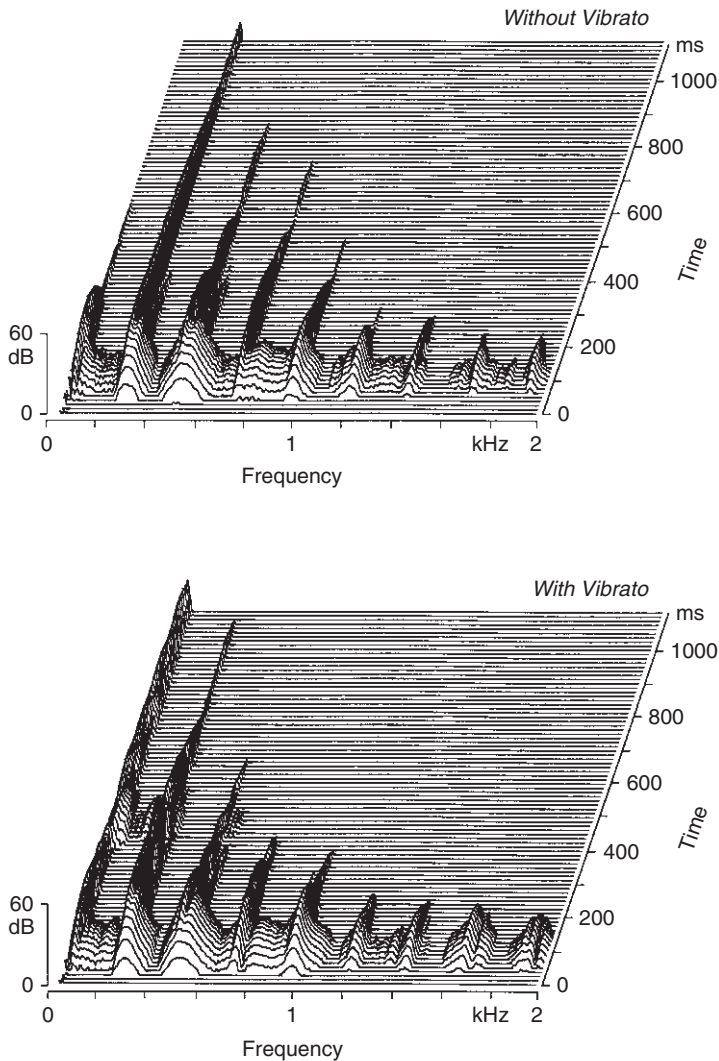 Without Vibrato
ms
1000
800
600
Time
400
60
dB
200
0
0
0 1 kHz 2
Frequency
With Vibrato
ms
1000
800
600
Time
400
60
dB
200
0
0
0 1 kHz 2
Frequency